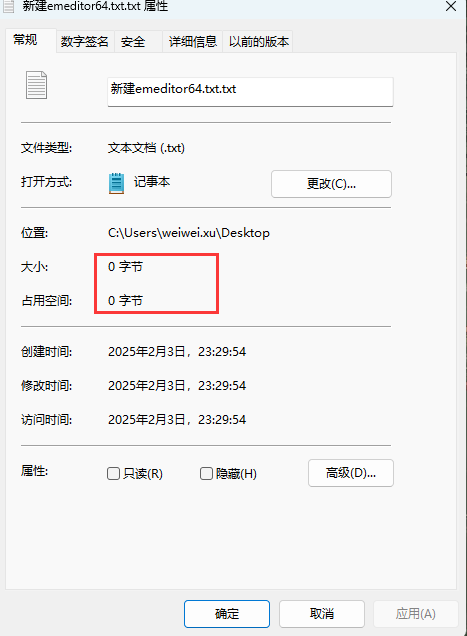 新建emeditor64.txt.txt 属性
常规 数字签名 安全 详细信息 以前的版本
新建emeditor64.txt.txt
文件类型: 文本文档 (.txt)
打开方式: 记事本 更改(C)...
位置: C:\Users\weiwei.xu\Desktop
大小: 0 字节
占用空间: 0 字节
创建时间: 2025年2月3日，23:29:54
修改时间: 2025年2月3日，23:29:54
访问时间: 2025年2月3日，23:29:54
属性: 只读(R) 隐藏(H) 高级(D)...
确定 取消 应用(A)